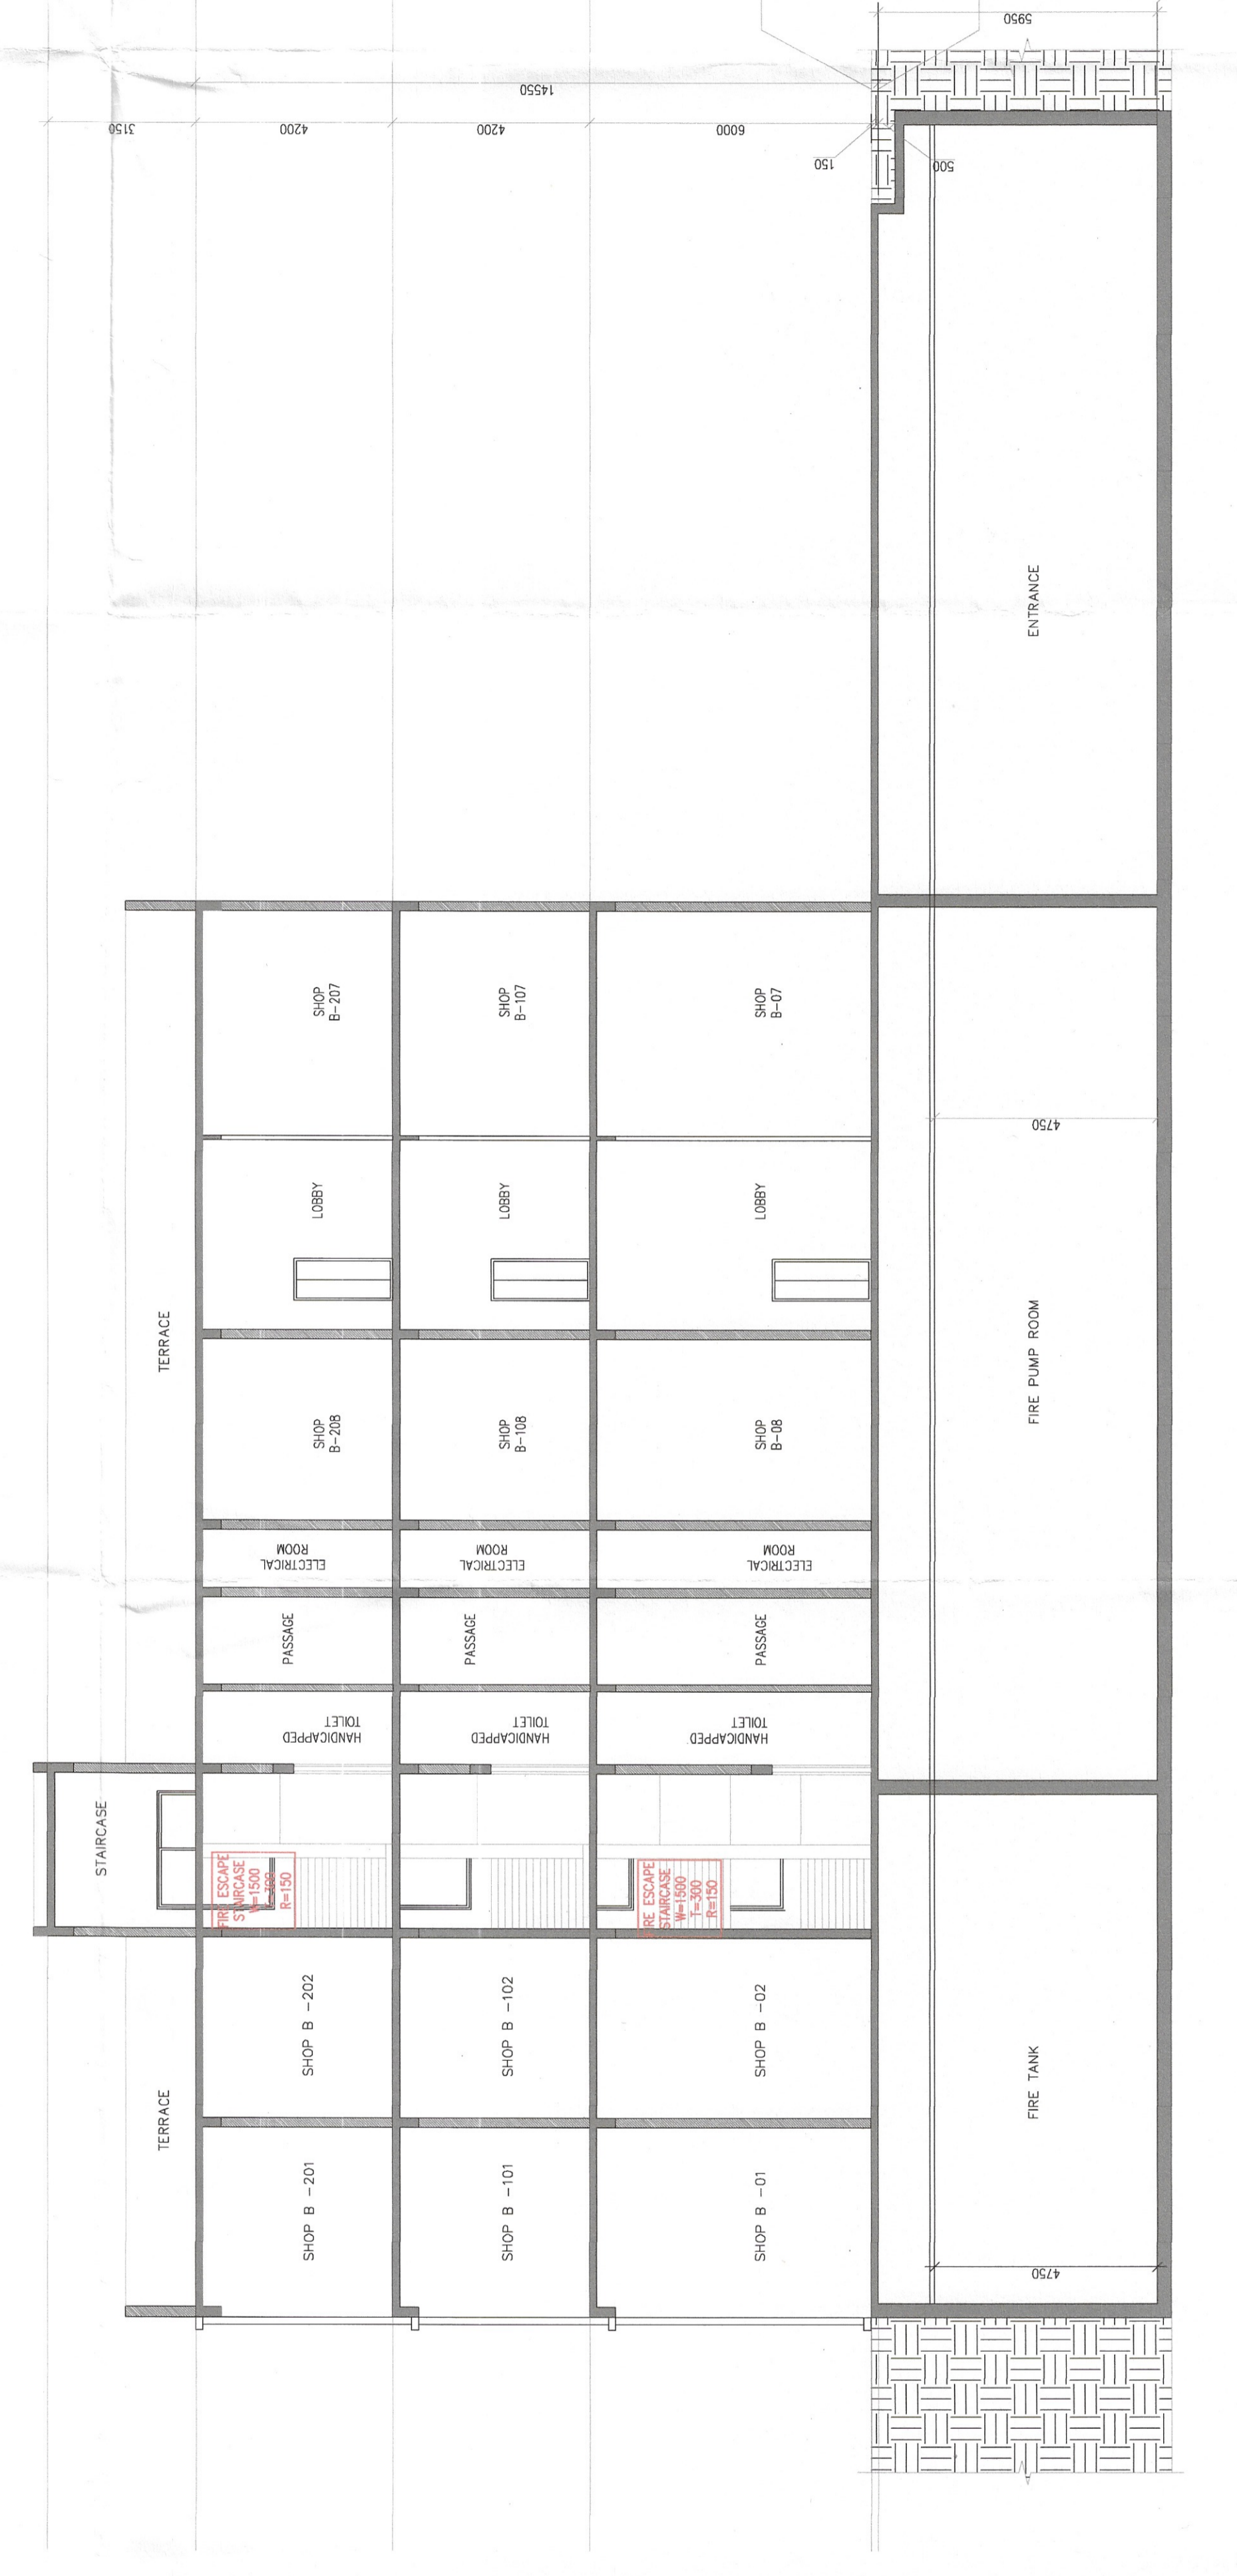 5950
14550
3150
4200
4200
6000
150
500
ENTRANCE
SHOP
B-207
SHOP
B-107
SHOP
B-07
4750
LOBBY
LOBBY
LOBBY
TERRACE
FIRE PUMP ROOM
SHOP
B-208
SHOP
B-108
SHOP
B-08
ELECTRICAL
ROOM
ELECTRICAL
ROOM
ELECTRICAL
ROOM
PASSAGE
PASSAGE
PASSAGE
HANDICAPPED
TOILET
HANDICAPPED
TOILET
HANDICAPPED
TOILET
STAIRCASE
FIRE ESCAPE
STAIRCASE
W=1500
T=300
R=150
FIRE ESCAPE
STAIRCASE
W=1500
T=300
R=150
SHOP B -202
SHOP B -102
SHOP B -02
FIRE TANK
TERRACE
SHOP B -201
SHOP B -101
SHOP B -01
4750